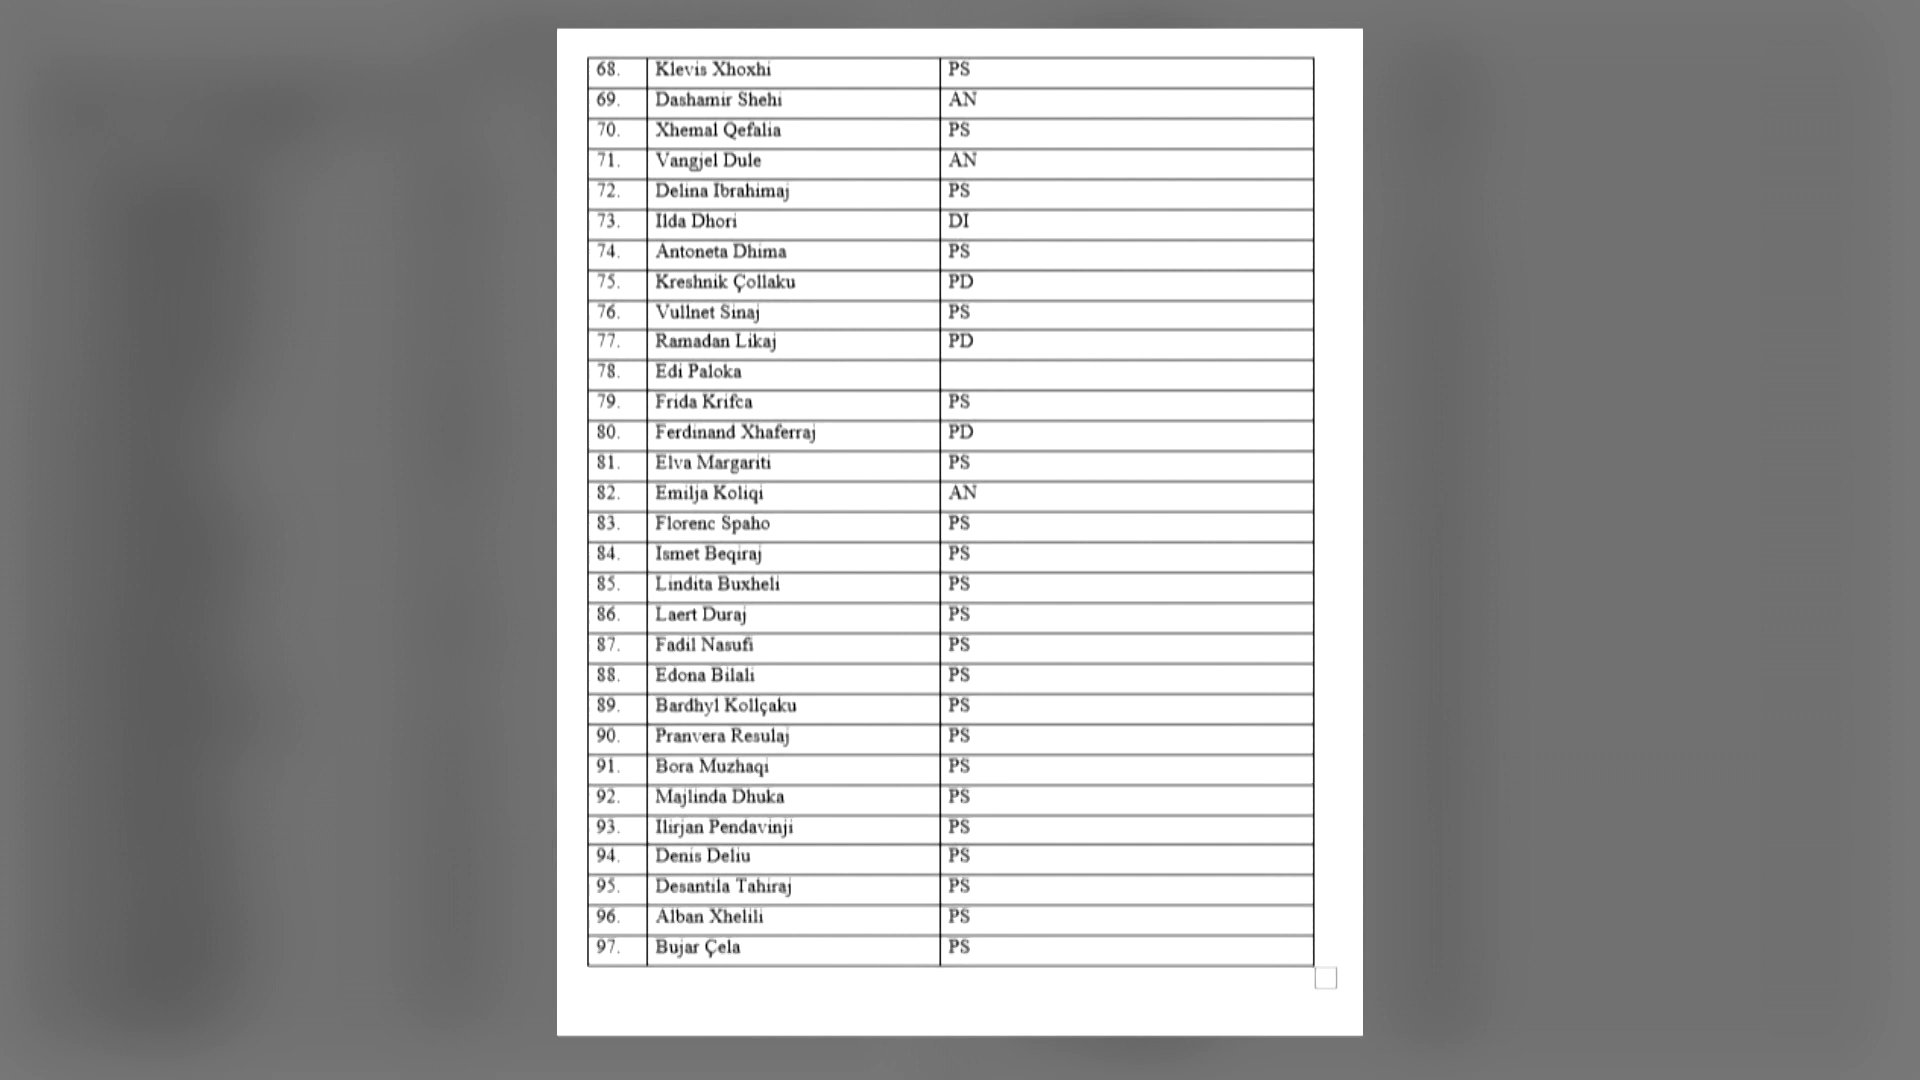 68. Klevis Xhoxhi PS
69. Dashamir Shehi AN
70. Xhemal Qefalia PS
71. Vangjel Dule AN
72. Delina Ibrahimaj PS
73. Ilda Dhori DI
74. Antoneta Dhima PS
75. Kreshnik Çollaku PD
76. Vullnet Sinaj PS
77. Ramadan Likaj PD
78. Edi Paloka
79. Frida Krifca PS
80. Ferdinand Xhaferraj PD
81. Elva Margariti PS
82. Emilja Koliqi AN
83. Florenc Spaho PS
84. Ismet Beqiraj PS
85. Lindita Buxheli PS
86. Laert Duraj PS
87. Fadil Nasufi PS
88. Edona Bilali PS
89. Bardhyl Kollçaku PS
90. Pranvera Resulaj PS
91. Bora Muzhaqi PS
92. Majlinda Dhuka PS
93. Ilirjan Pendavinji PS
94. Denis Deliu PS
95. Desantila Tahiraj PS
96. Alban Xhelili PS
97. Bujar Çela PS